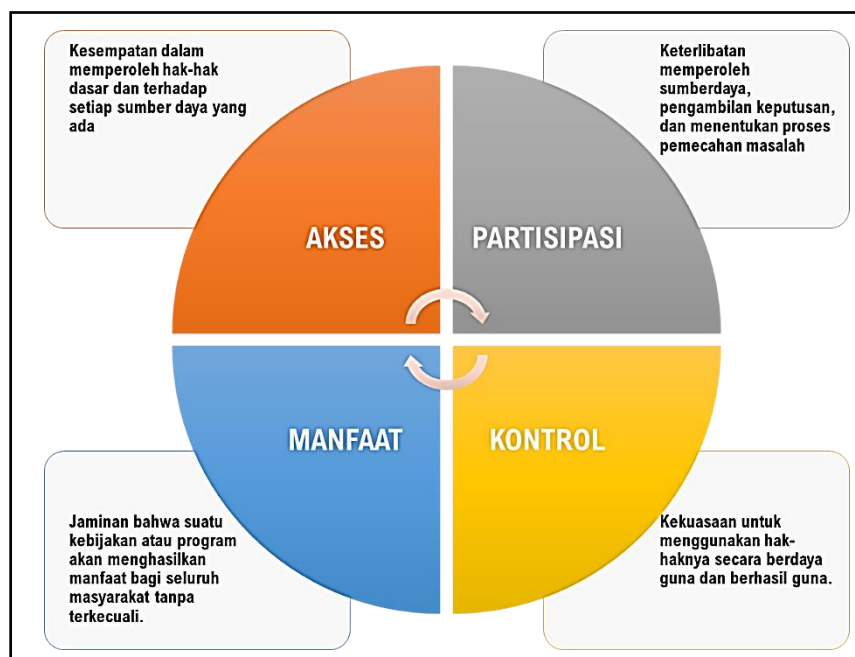 Kesempatan dalam
memperoleh hak-hak
dasar dan terhadap
setiap sumber daya yang
ada
Keterlibatan
memperoleh
sumberdaya,
pengambilan keputusan,
dan menentukan proses
pemecahan masalah
AKSES
PARTISIPASI
MANFAAT
KONTROL
Jaminan bahwa suatu
kebijakan atau program
akan menghasilkan
manfaat bagi seluruh
masyarakat tanpa
terkecuali.
Kekuasaan untuk
menggunakan hak-
haknya secara berdaya
guna dan berhasil guna.